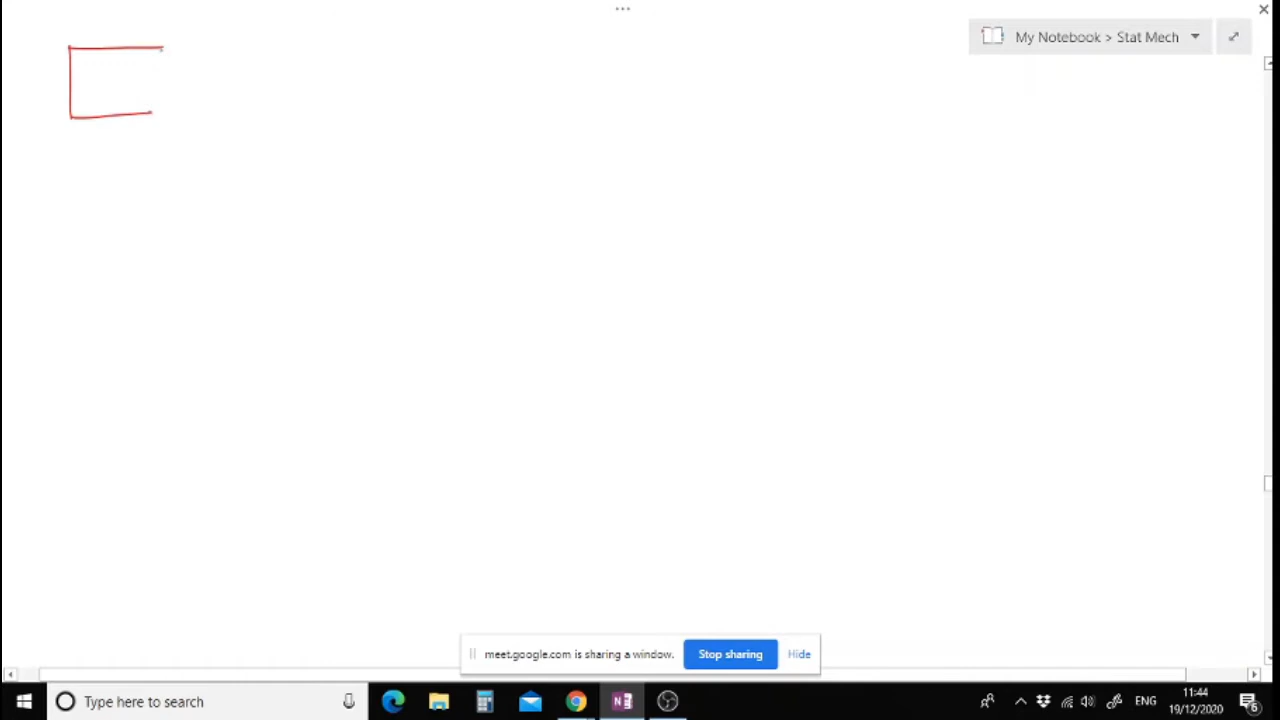 My Notebook > Stat Mech
meet.google.com is sharing a window.
Stop sharing
Hide
Type here to search
ENG
11:44
19/12/2020
6